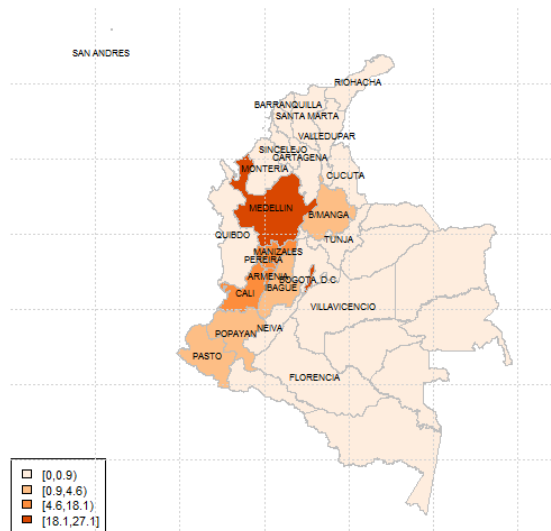 SAN ANDRES
RIOHACHA
BARRANQUILLA
SANTA MARTA
VALLEDUPAR
SINCELEJO
CARTAGENA
MONTERIA
CUCUTA
MEDELLIN
B/MANGA
QUIBDO
TUNJA
MANIZALES
PEREIRA
ARMENIA
BOGOTA, D.C.
IBAGUE
CALI
VILLAVICENCIO
NEIVA
POPAYAN
PASTO
FLORENCIA
[0,0.9)
[0.9,4.6)
[4.6,18.1)
[18.1,27.1]